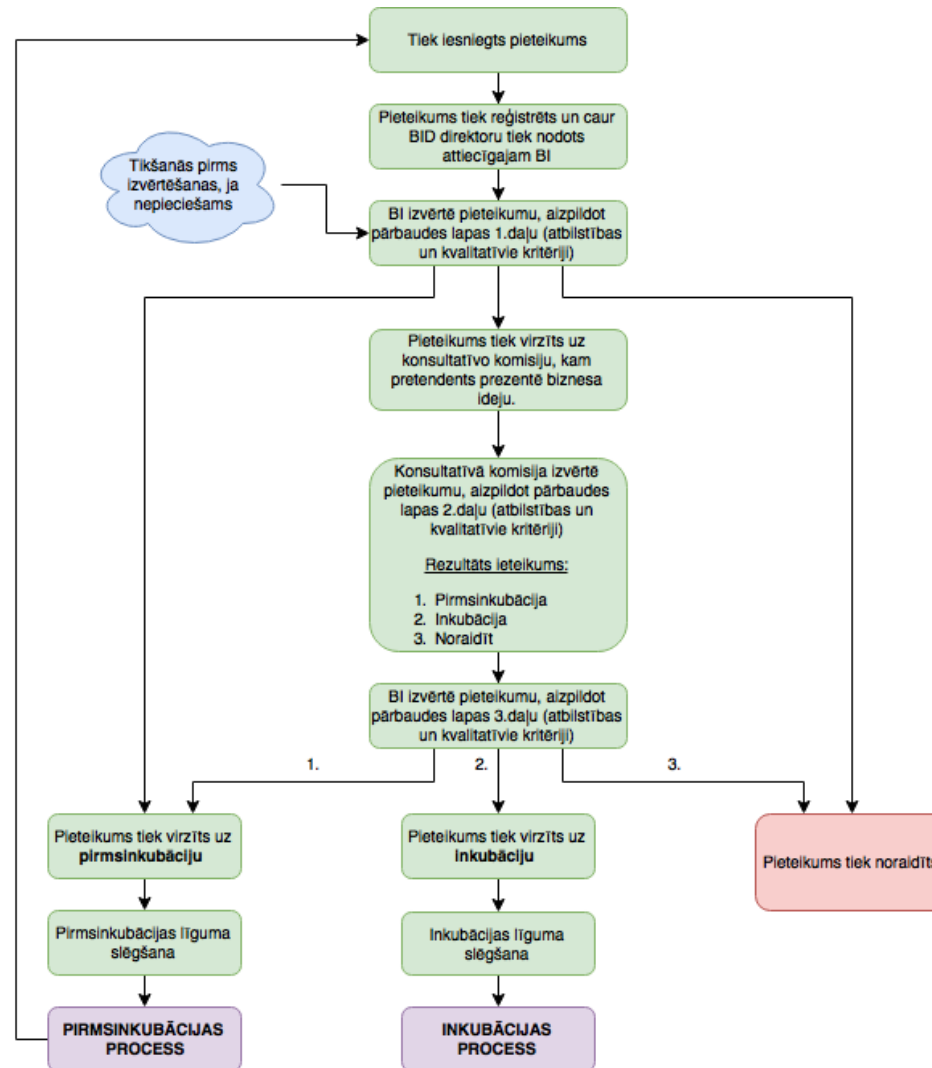 Tiek iesniegts pieteikums
Pieteikums tiek reģistrēts un caur
BID direktoru tiek nodots
attiecīgajam BI
Tikšanās pirms
izvērtēšanas, ja
nepieciešams
BI izvērtē pieteikumu, aizpildot
pārbaudes lapas 1.daļu (atbilstības
un kvalitatīvie kritēriji)
Pieteikums tiek virzīts uz
konsultatīvo komisiju, kam
pretendents prezentē biznesa
ideju.
Konsultatīvā komisija izvērtē
pieteikumu, aizpildot pārbaudes
lapas 2.daļu (atbilstības un
kvalitatīvie kritēriji)
Rezultāts ieteikums:
1. Pirmsinkubācija
2. Inkubācija
3. Noraidīt
BI izvērtē pieteikumu, aizpildot
pārbaudes lapas 3.daļu (atbilstības
un kvalitatīvie kritēriji)
1.
2.
3.
Pieteikums tiek virzīts uz
pirmsinkubāciju
Pieteikums tiek virzīts uz
inkubāciju
Pieteikums tiek noraidīts
Pirmsinkubācijas līguma
slēgšana
Inkubācijas līguma
slēgšana
PIRMSINKUBĀCIJAS
PROCESS
INKUBĀCIJAS
PROCESS